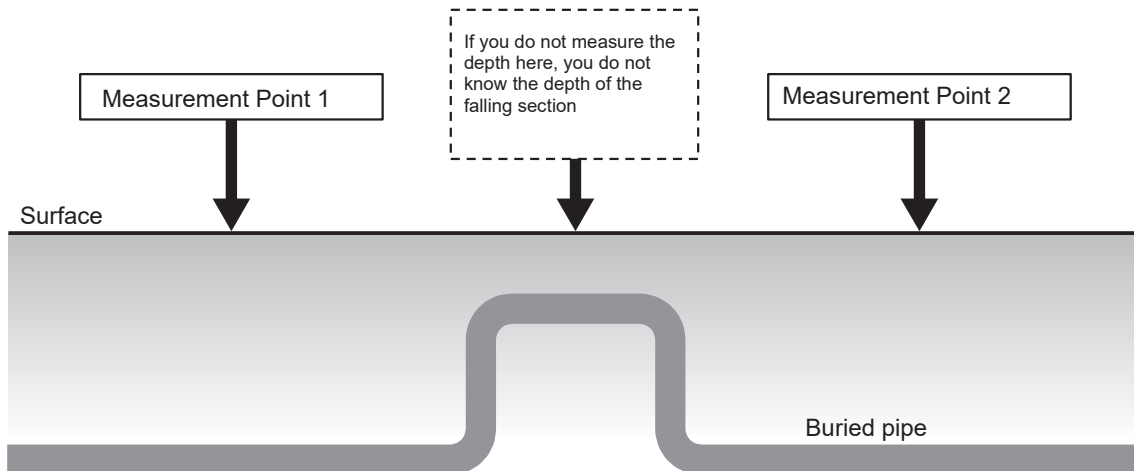 If you do not measure the
depth here, you do not
know the depth of the
falling section
Measurement Point 1
Measurement Point 2
Surface
Buried pipe